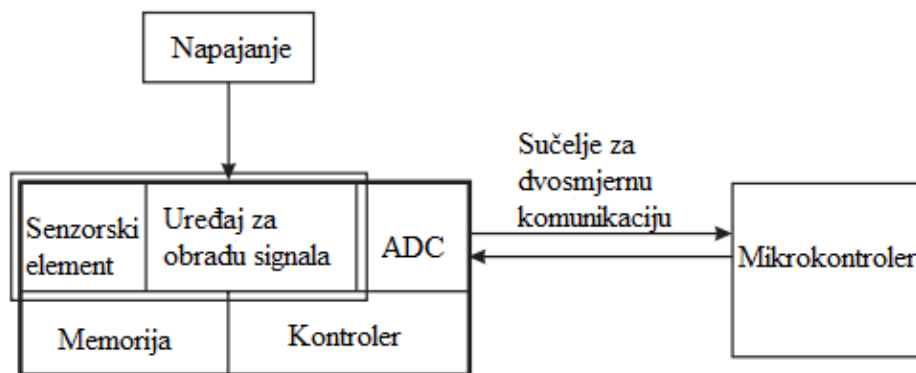 Napajanje
Sučelje za
dvosmjernu
komunikaciju
Senzorski
element
Uređaj za
obradu signala
ADC
Mikrokontroler
Memorija
Kontroler